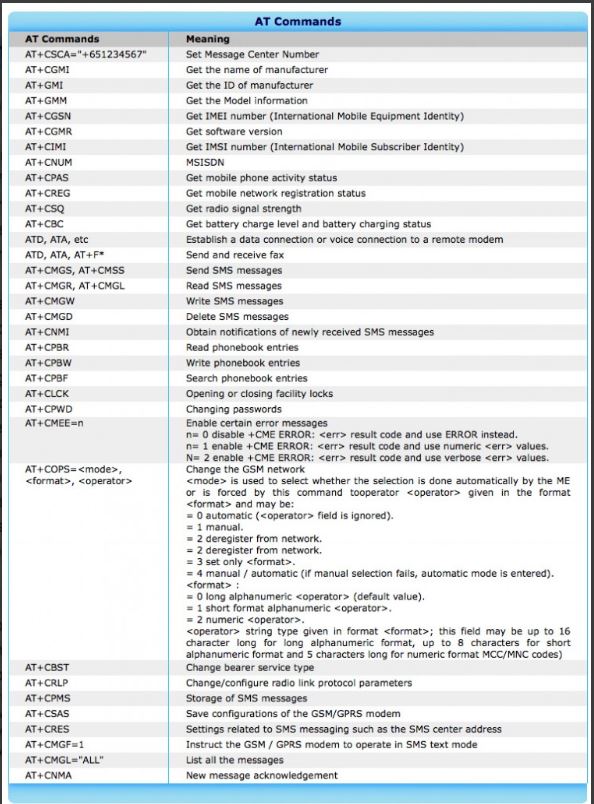 AT Commands
AT Commands Meaning
AT+CSCA="+651234567" Set Message Center Number
AT+CGMI Get the name of manufacturer
AT+GMI Get the ID of manufacturer
AT+GMM Get the Model information
AT+CGSN Get IMEI number (International Mobile Equipment Identity)
AT+CGMR Get software version
AT+CIMI Get IMSI number (International Mobile Subscriber Identity)
AT+CNUM MSISDN
AT+CPAS Get mobile phone activity status
AT+CREG Get mobile network registration status
AT+CSQ Get radio signal strength
AT+CBC Get battery charge level and battery charging status
ATD, ATA, etc Establish a data connection or voice connection to a remote modem
ATD, ATA, AT+F* Send and receive fax
AT+CMGS, AT+CMSS Send SMS messages
AT+CMGR, AT+CMGL Read SMS messages
AT+CMGW Write SMS messages
AT+CMGD Delete SMS messages
AT+CNMI Obtain notifications of newly received SMS messages
AT+CPBR Read phonebook entries
AT+CPBW Write phonebook entries
AT+CPBF Search phonebook entries
AT+CLCK Opening or closing facility locks
AT+CPWD Changing passwords
AT+CMEE=n Enable certain error messages
n= 0 disable +CME ERROR: <err> result code and use ERROR instead.
n= 1 enable +CME ERROR: <err> result code and use numeric <err> values.
N= 2 enable +CME ERROR: <err> result code and use verbose <err> values.
AT+COPS=<mode>, Change the GSM network
<format>, <operator> <mode> is used to select whether the selection is done automatically by the ME
or is forced by this command tooperator <operator> given in the format
<format> and may be:
= 0 automatic (<operator> field is ignored).
= 1 manual.
= 2 deregister from network.
= 2 deregister from network.
= 3 set only <format>.
= 4 manual / automatic (if manual selection fails, automatic mode is entered).
<format> :
= 0 long alphanumeric <operator> (default value).
= 1 short format alphanumeric <operator>.
= 2 numeric <operator>.
<operator> string type given in format <format>; this field may be up to 16
character long for long alphanumeric format, up to 8 characters for short
alphanumeric format and 5 characters long for numeric format MCC/MNC codes)
AT+CBST Change bearer service type
AT+CRLP Change/configure radio link protocol parameters
AT+CPMS Storage of SMS messages
AT+CSAS Save configurations of the GSM/GPRS modem
AT+CRES Settings related to SMS messaging such as the SMS center address
AT+CMGF=1 Instruct the GSM / GPRS modem to operate in SMS text mode
AT+CMGL="ALL" List all the messages
AT+CNMA New message acknowledgement